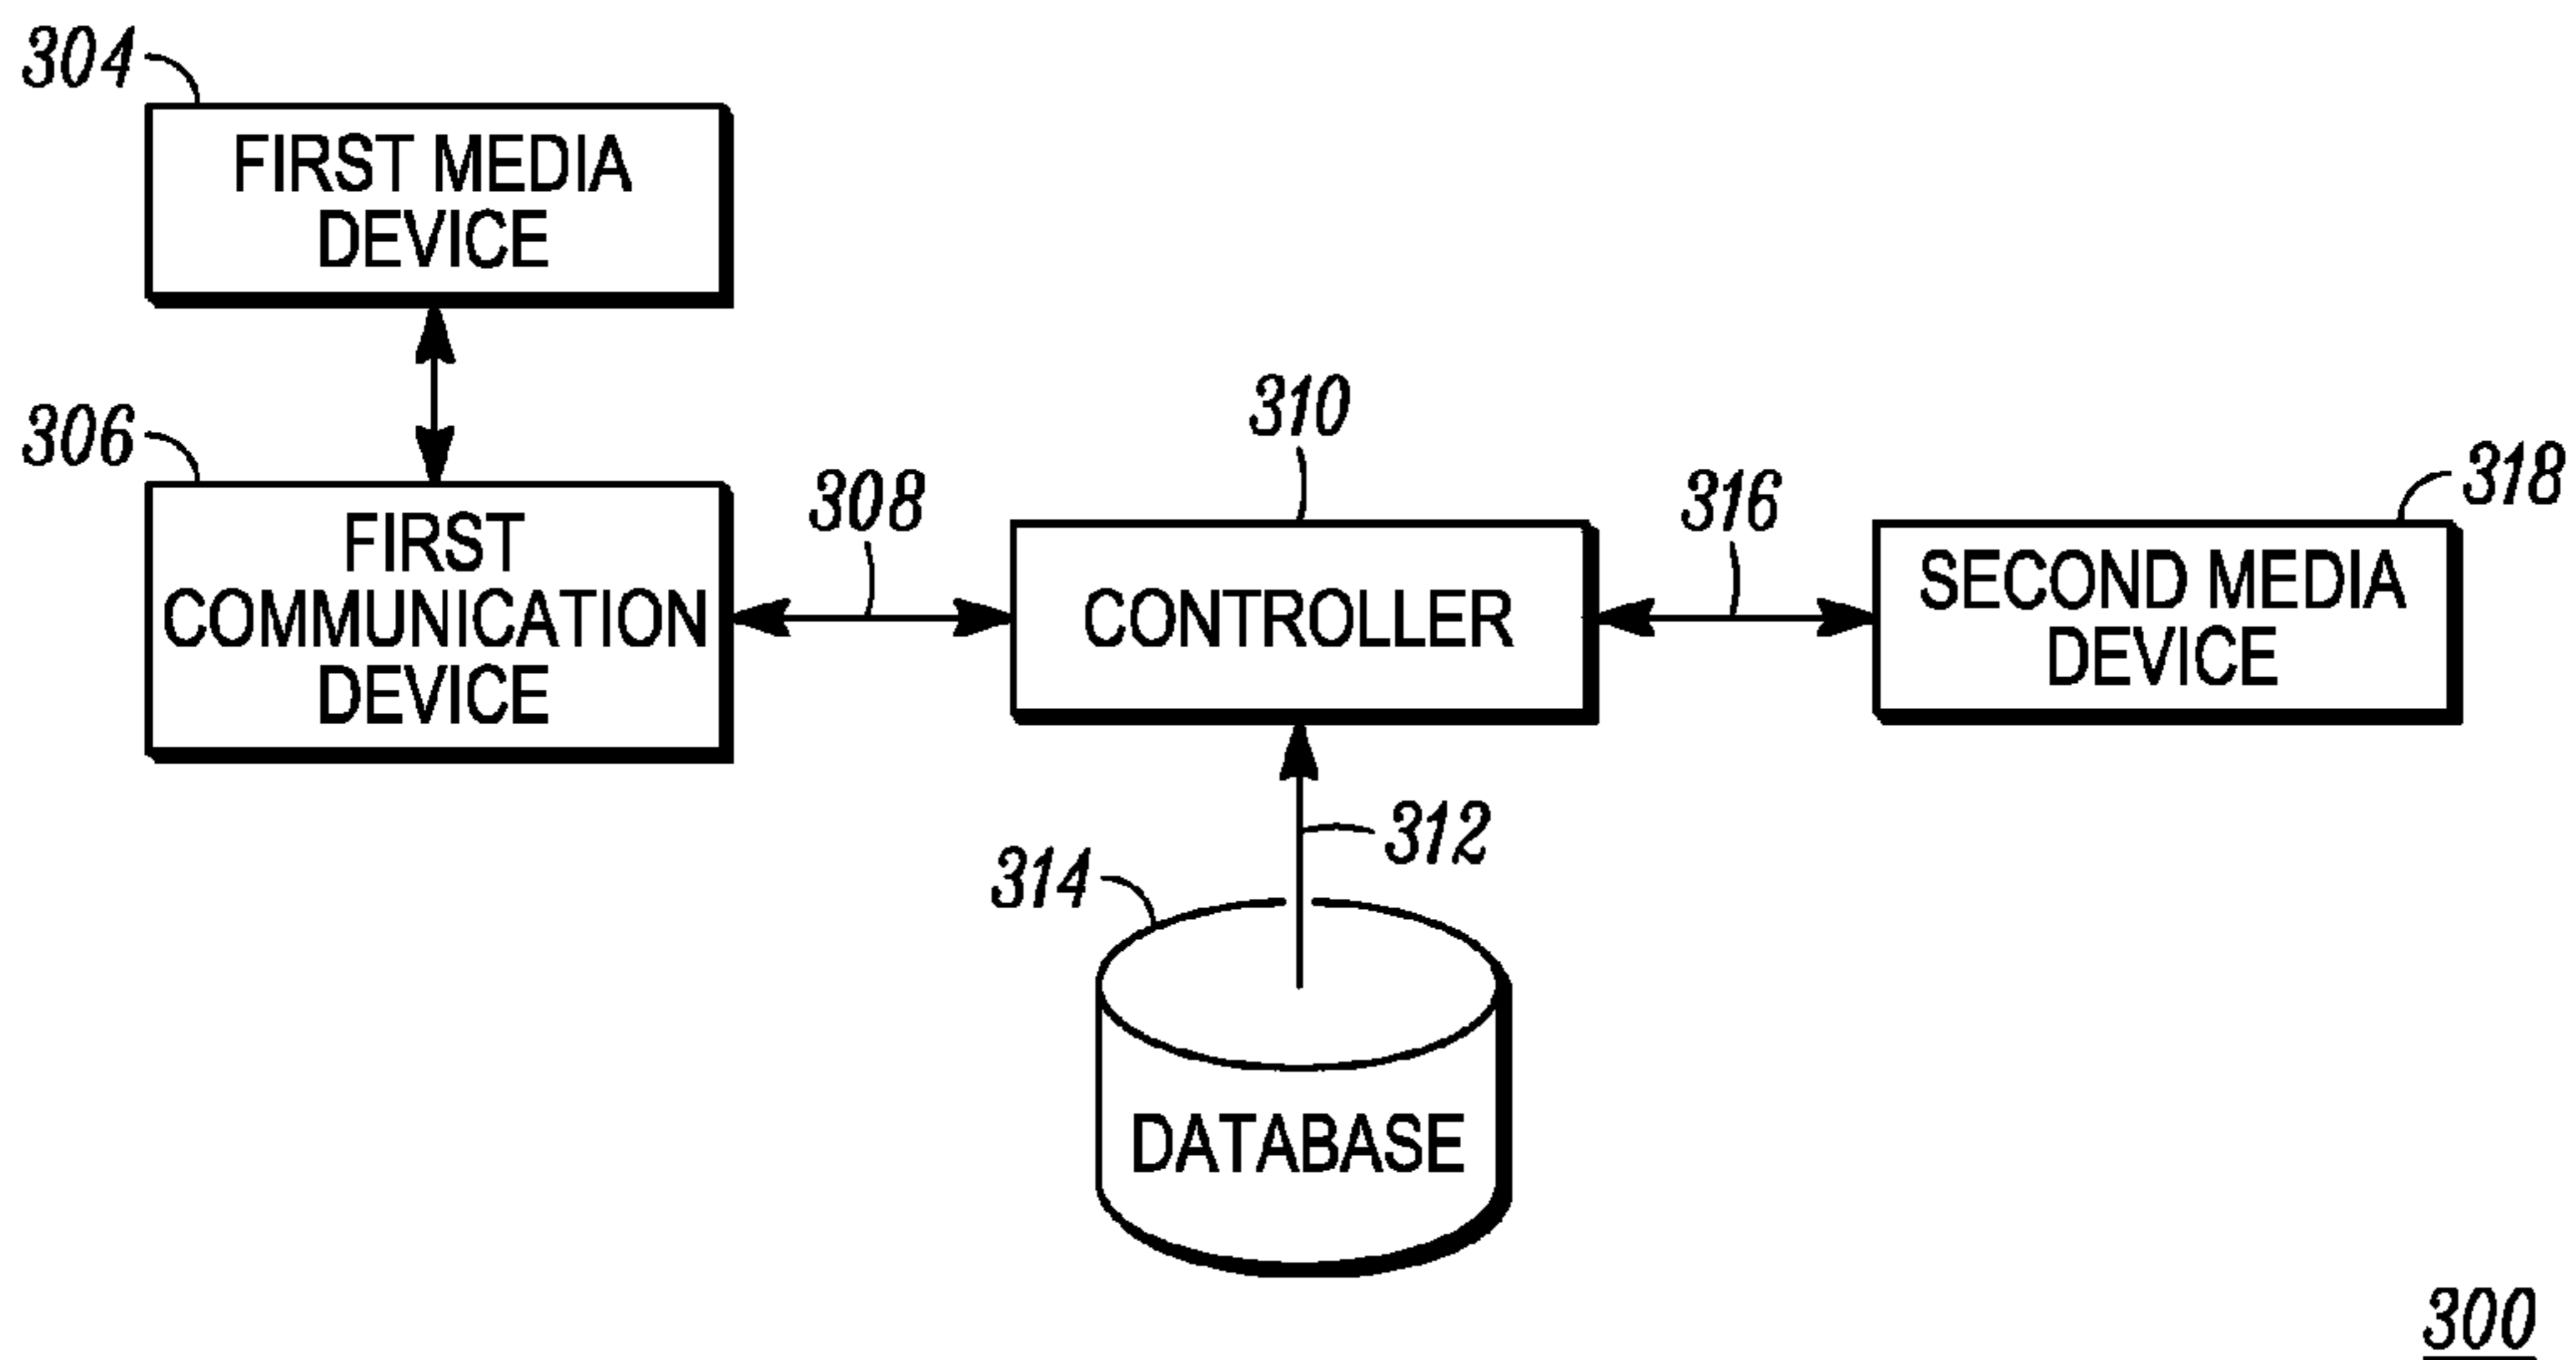 304
FIRST MEDIA
DEVICE
306
FIRST
COMMUNICATION
DEVICE
308
310
CONTROLLER
316
318
SECOND MEDIA
DEVICE
312
314
DATABASE
300